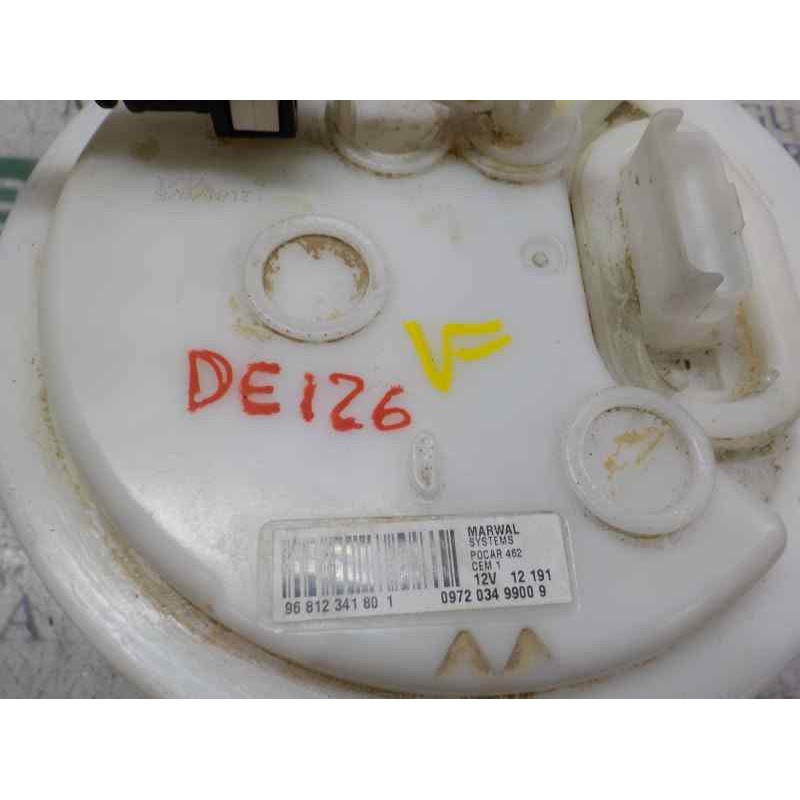 DE126 V=
MARWAL
SYSTEMS
POCAR 462
CEM 1
12V 12 191
96 812 341 80 1
0972 034 9900 9